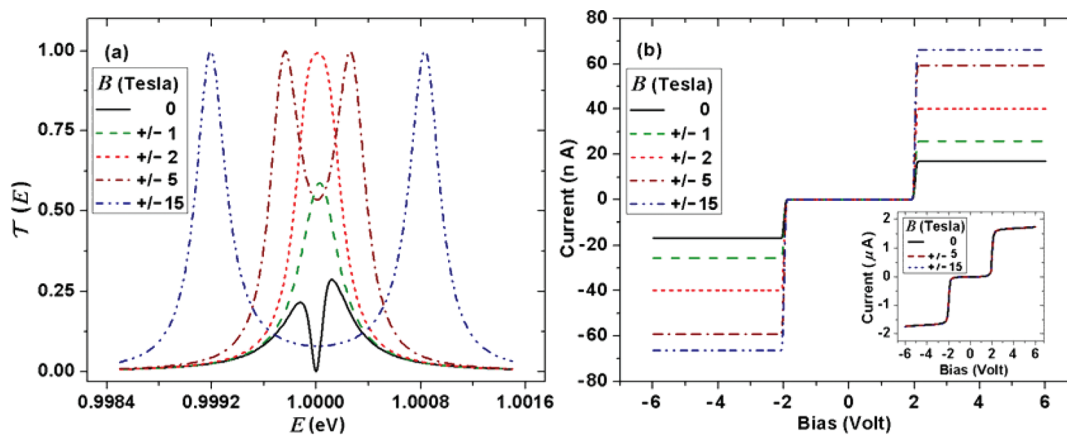 (a)
B (Tesla)
0
+/− 1
+/− 2
+/− 5
+/− 15
1.00
0.75
0.50
0.25
0.00
T (E)
0.9984 0.9992 1.0000 1.0008 1.0016
E (eV)
(b)
B (Tesla)
0
+/− 1
+/− 2
+/− 5
+/− 15
80
60
40
20
0
-20
-40
-60
-80
Current (n A)
-6 -4 -2 0 2 4 6
Bias (Volt)
B (Tesla)
0
+/− 5
+/− 15
2
1
0
-1
-2
Current (μ A)
-6 -4 -2 0 2 4 6
Bias (Volt)